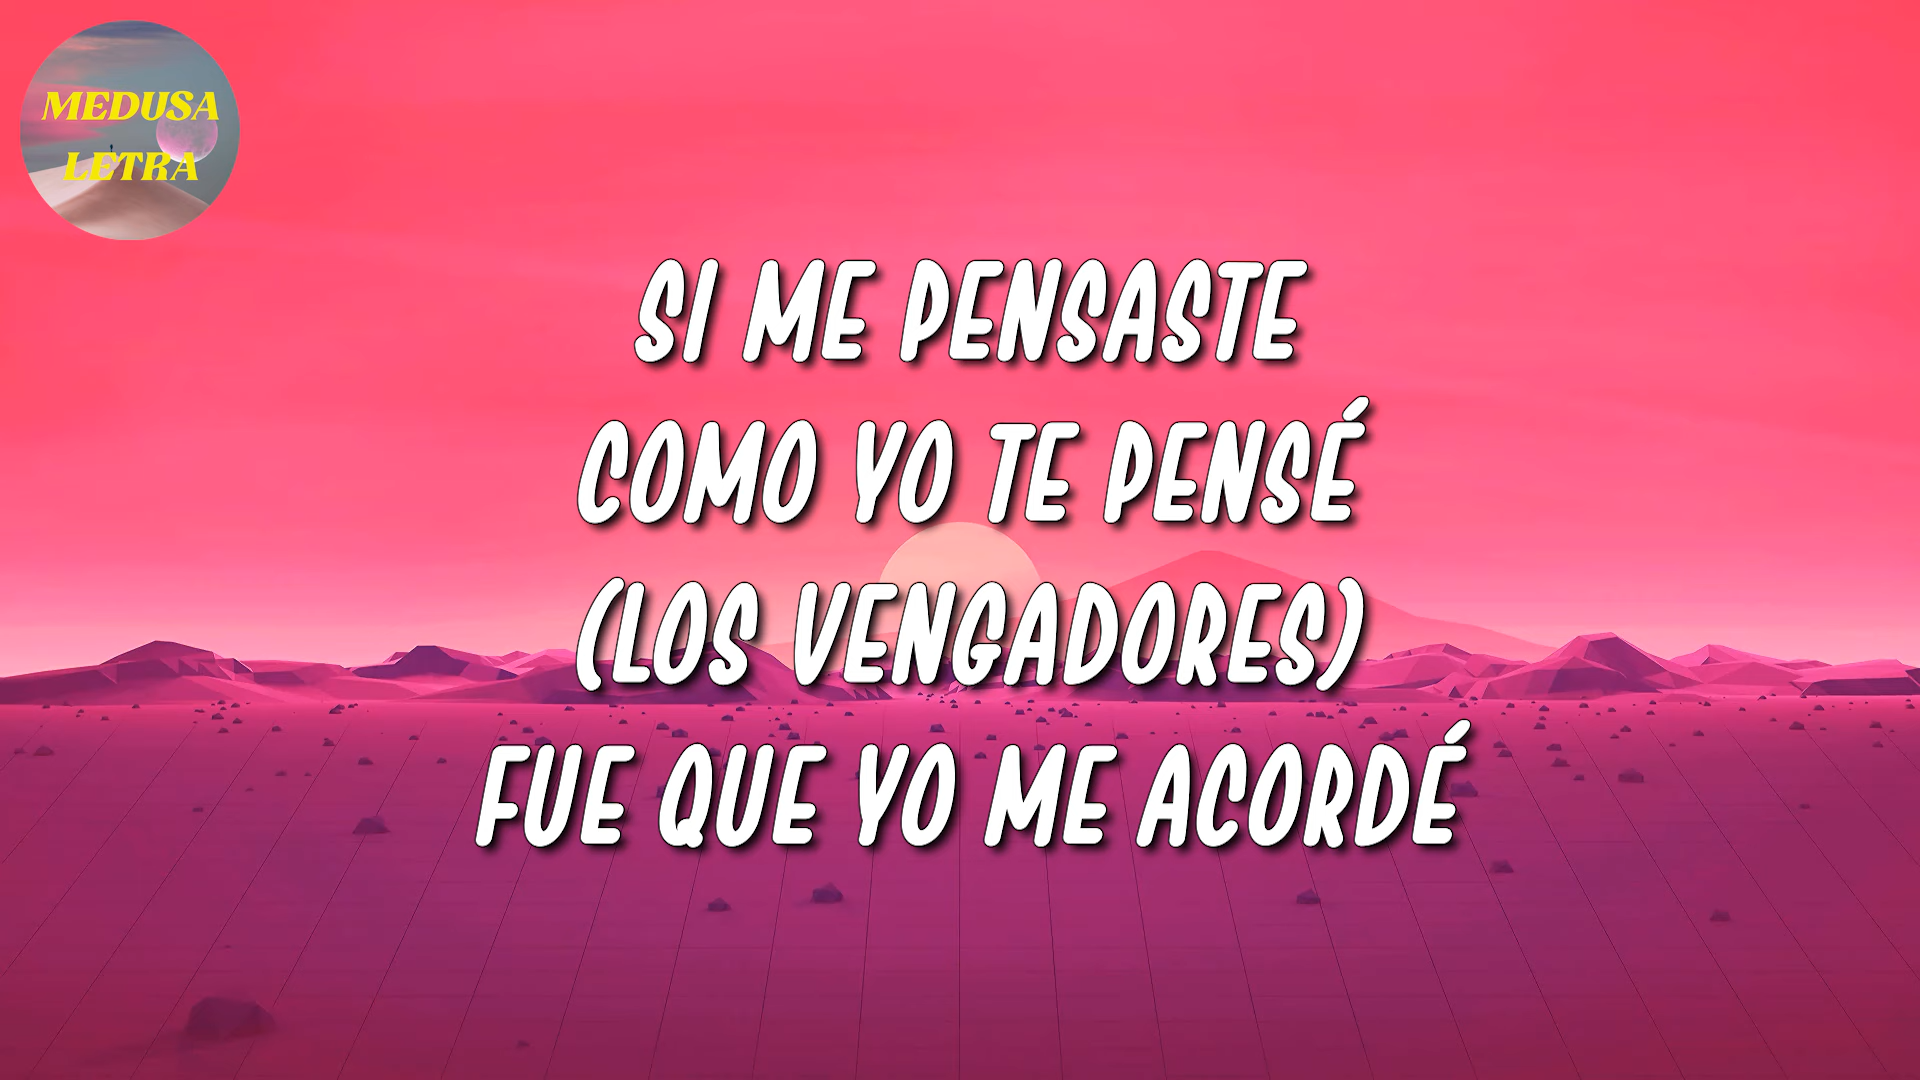 MEDUSA
LETRA
SI ME PENSASTE
COMO YO TE PENSÉ
(LOS VENGADORES)
FUE QUE YO ME ACORDÉ